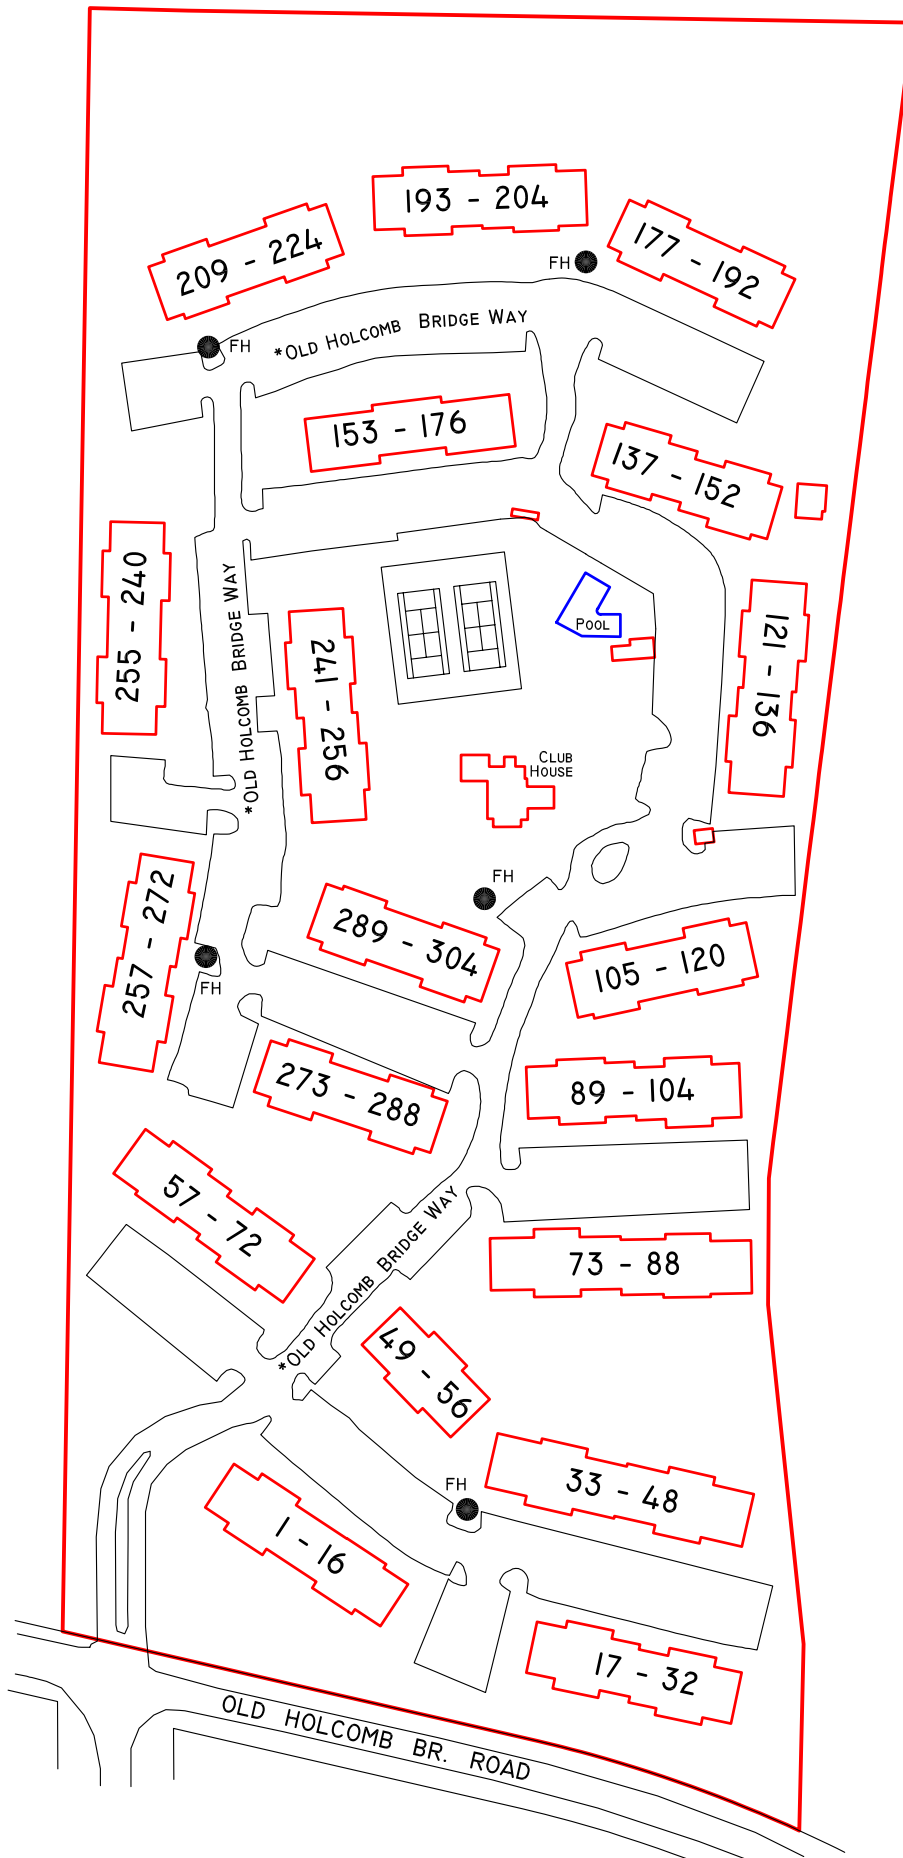 193 - 204
209 - 224
177 - 192
FH
FH
*OLD HOLCOMB BRIDGE WAY
153 - 176
137 - 152
255 - 240
*OLD HOLCOMB BRIDGE WAY
241 - 256
POOL
121 - 136
CLUB
HOUSE
257 - 272
FH
289 - 304
FH
105 - 120
273 - 288
89 - 104
57 - 72
*OLD HOLCOMB BRIDGE WAY
73 - 88
49 - 56
33 - 48
FH
1 - 16
17 - 32
OLD HOLCOMB BR. ROAD